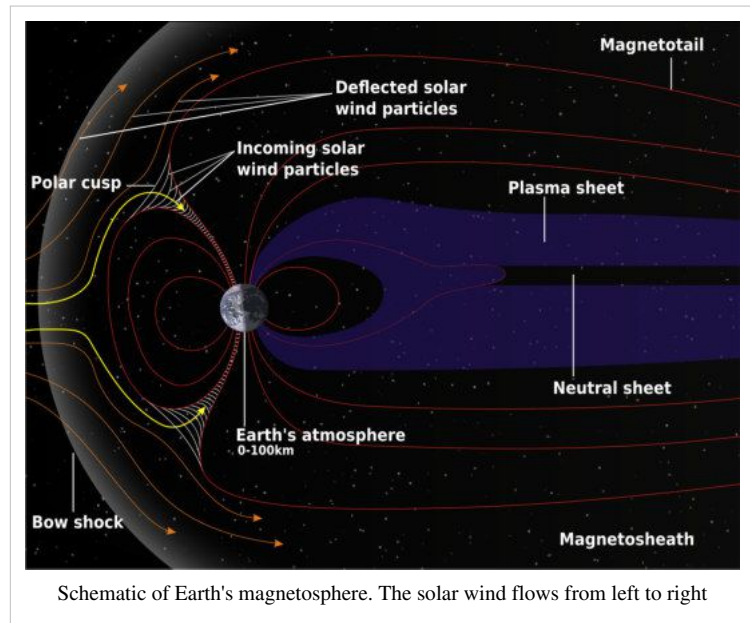 Magnetotail
Deflected solar
wind particles
Incoming solar
wind particles
Polar cusp
Plasma sheet
Neutral sheet
Earth's atmosphere
0-100km
Bow shock
Magnetosheath
Schematic of Earth's magnetosphere. The solar wind flows from left to right